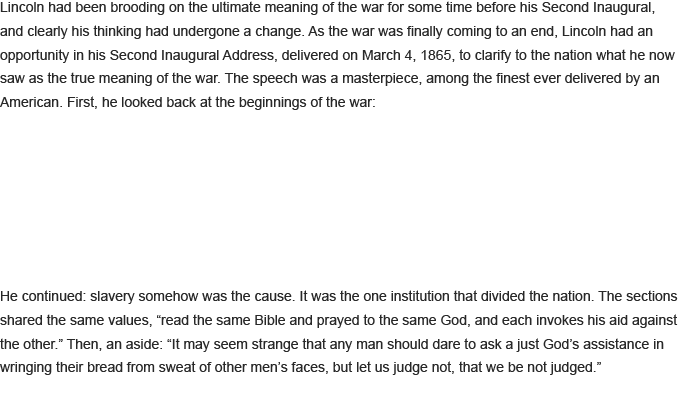 Lincoln had been brooding on the ultimate meaning of the war for some time before his Second Inaugural,
and clearly his thinking had undergone a change. As the war was finally coming to an end, Lincoln had an
opportunity in his Second Inaugural Address, delivered on March 4, 1865, to clarify to the nation what he now
saw as the true meaning of the war. The speech was a masterpiece, among the finest ever delivered by an
American. First, he looked back at the beginnings of the war:
He continued: slavery somehow was the cause. It was the one institution that divided the nation. The sections
shared the same values, “read the same Bible and prayed to the same God, and each invokes his aid against
the other.” Then, an aside: “It may seem strange that any man should dare to ask a just God’s assistance in
wringing their bread from sweat of other men’s faces, but let us judge not, that we be not judged.”